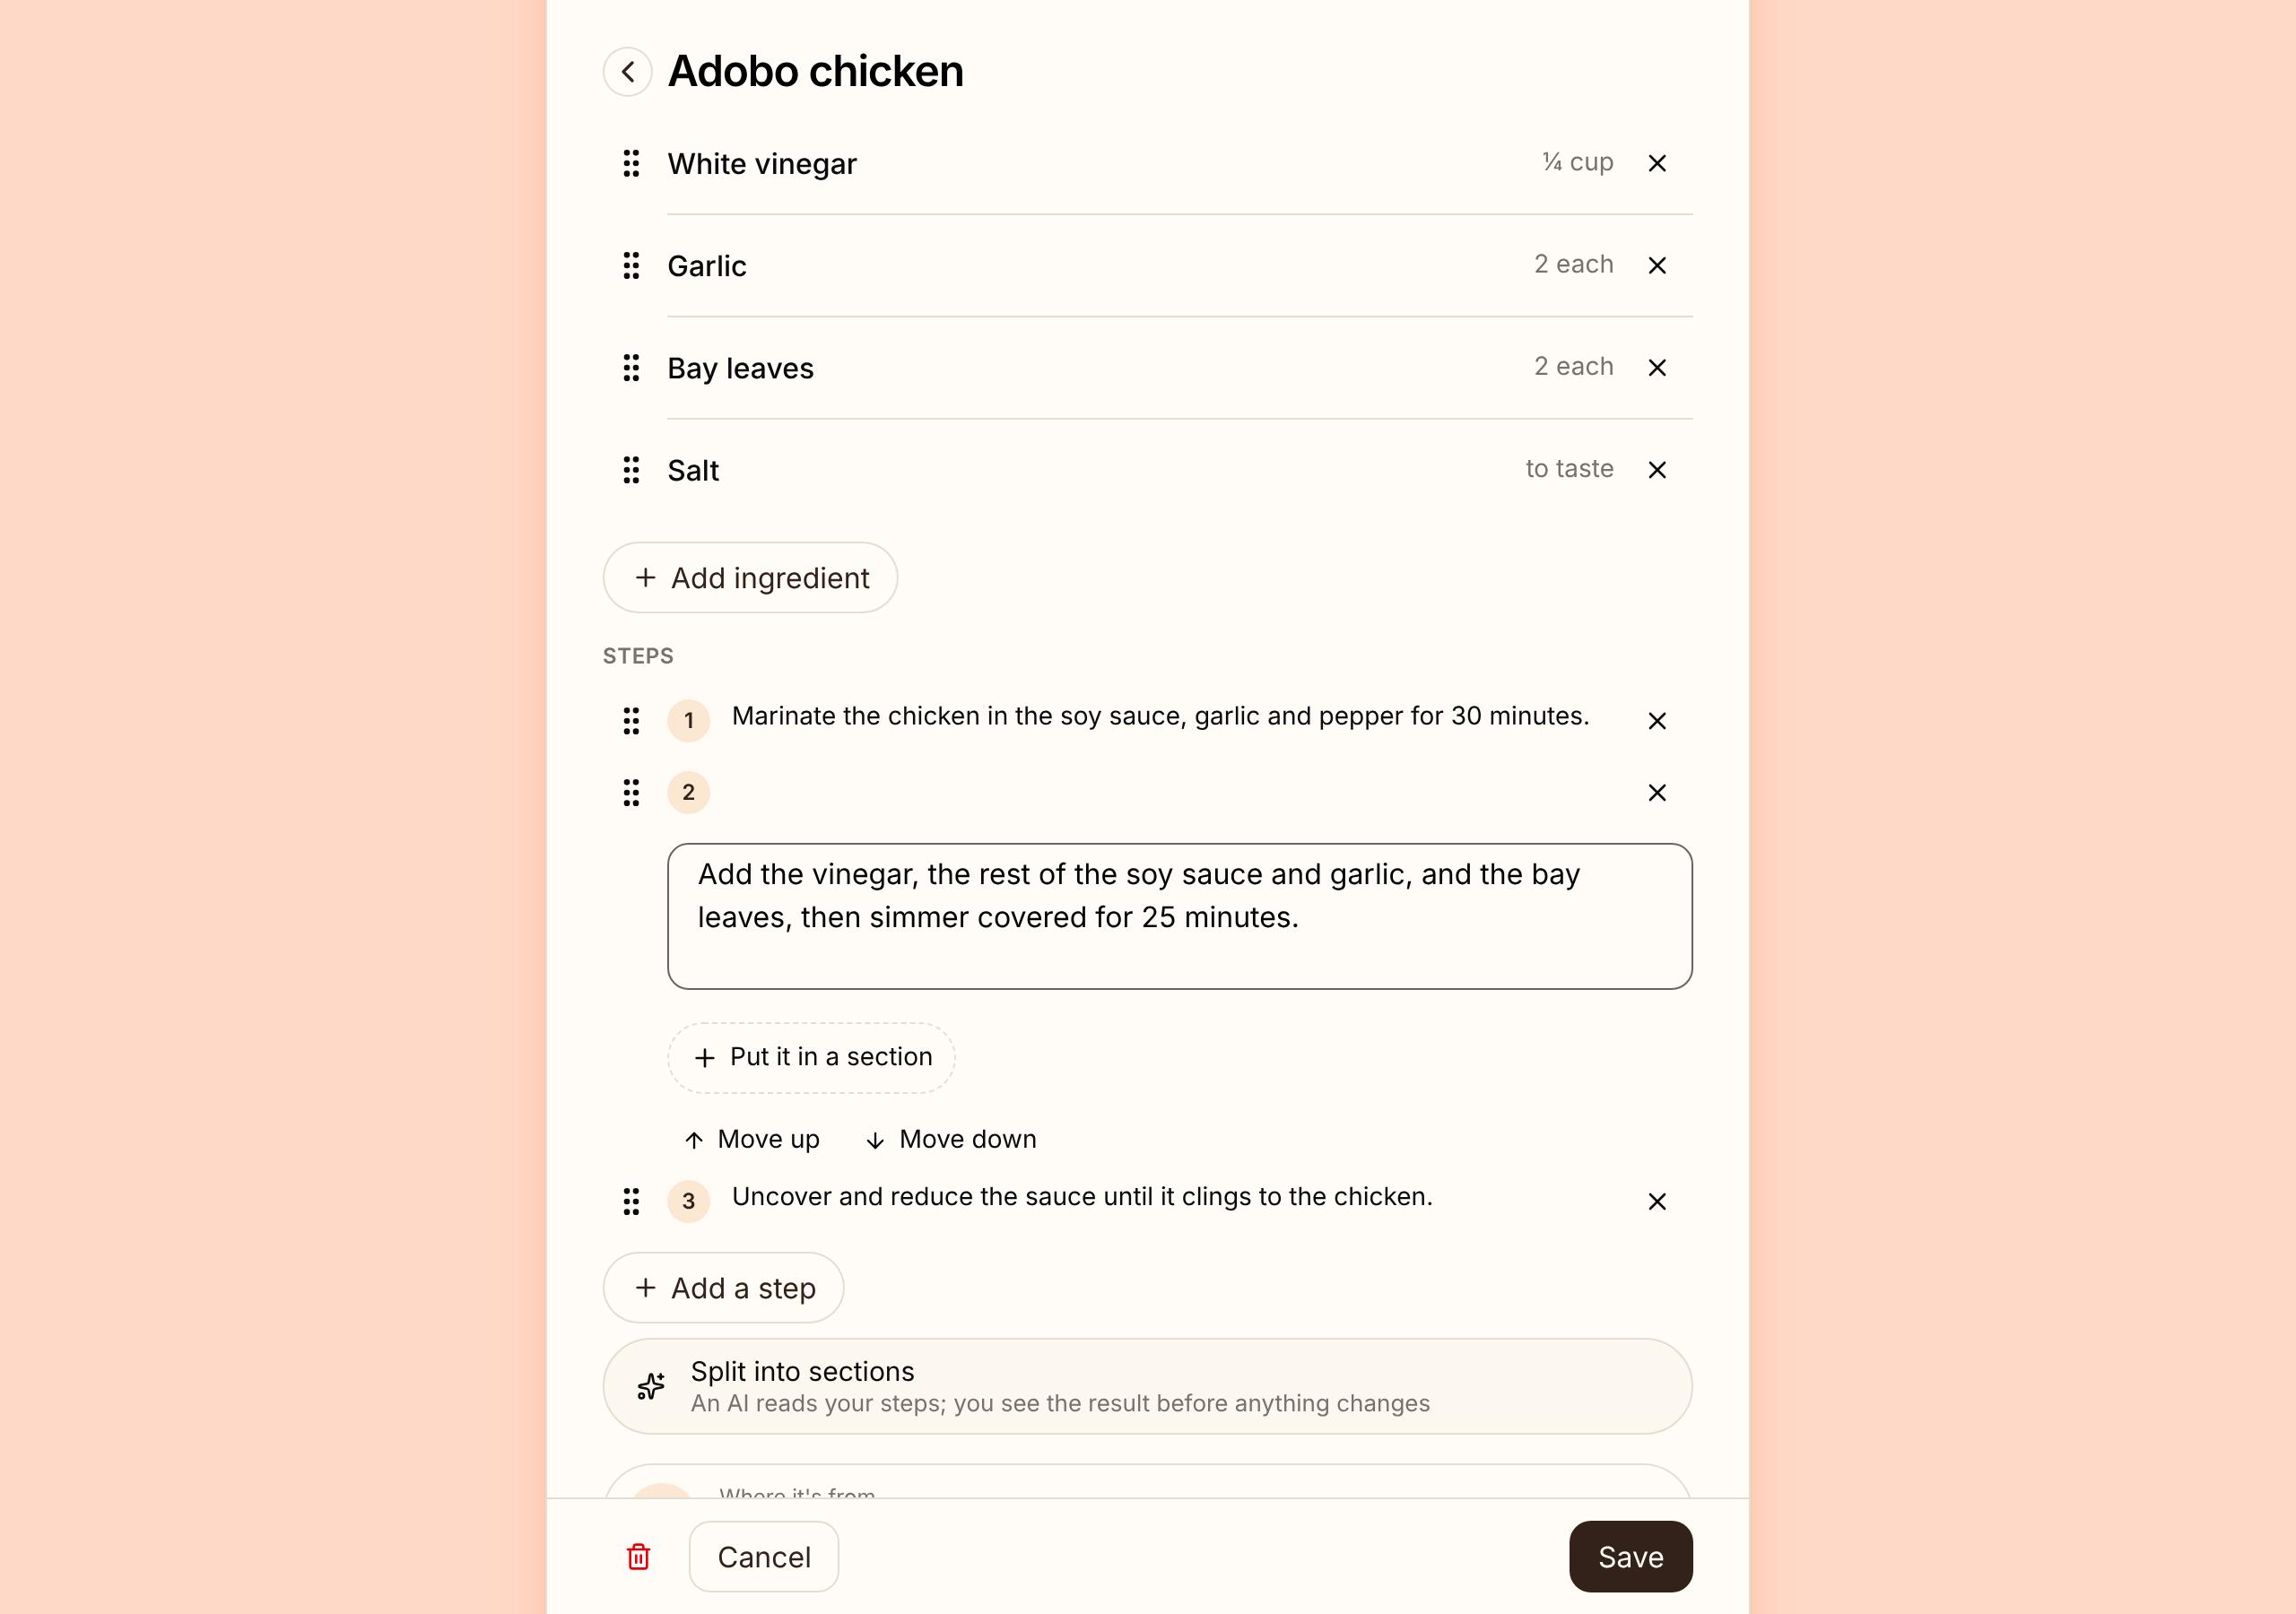 Adobo chicken
White vinegar ¼ cup
Garlic 2 each
Bay leaves 2 each
Salt to taste
Add ingredient
STEPS
1 Marinate the chicken in the soy sauce, garlic and pepper for 30 minutes.
2
Add the vinegar, the rest of the soy sauce and garlic, and the bay
leaves, then simmer covered for 25 minutes.
Put it in a section
Move up Move down
3 Uncover and reduce the sauce until it clings to the chicken.
Add a step
Split into sections
An AI reads your steps; you see the result before anything changes
Where it's from
Cancel Save